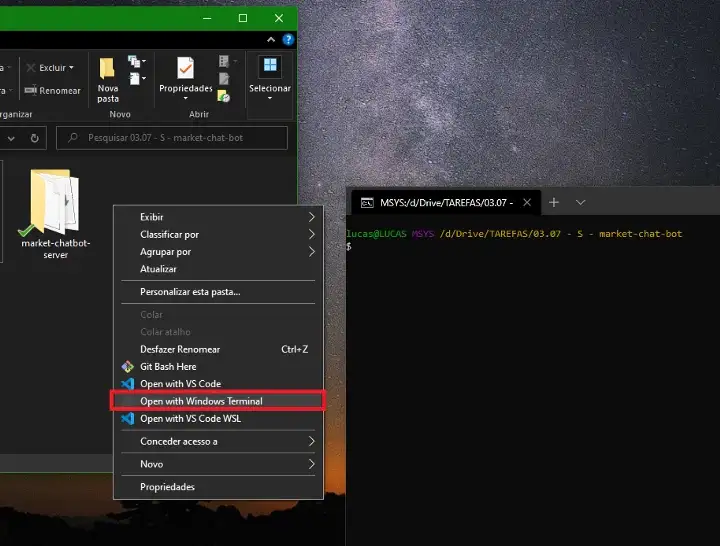 Excluir
Renomear
Nova
pasta
Propriedades
Selecionar
Organizar
Novo
Abrir
Pesquisar 03.07 - S - market-chat-bot
market-chatbot-
server
Exibir
Classificar por
Agrupar por
Atualizar
Personalizar esta pasta...
Colar
Colar atalho
Desfazer Renomear Ctrl+Z
Git Bash Here
Open with VS Code
Open with Windows Terminal
Open with VS Code WSL
Conceder acesso a
Novo
Propriedades
MSYS:/d/Drive/TAREFAS/03.07 -
lucas@LUCAS MSYS /d/Drive/TAREFAS/03.07 - S - market-chat-bot
$